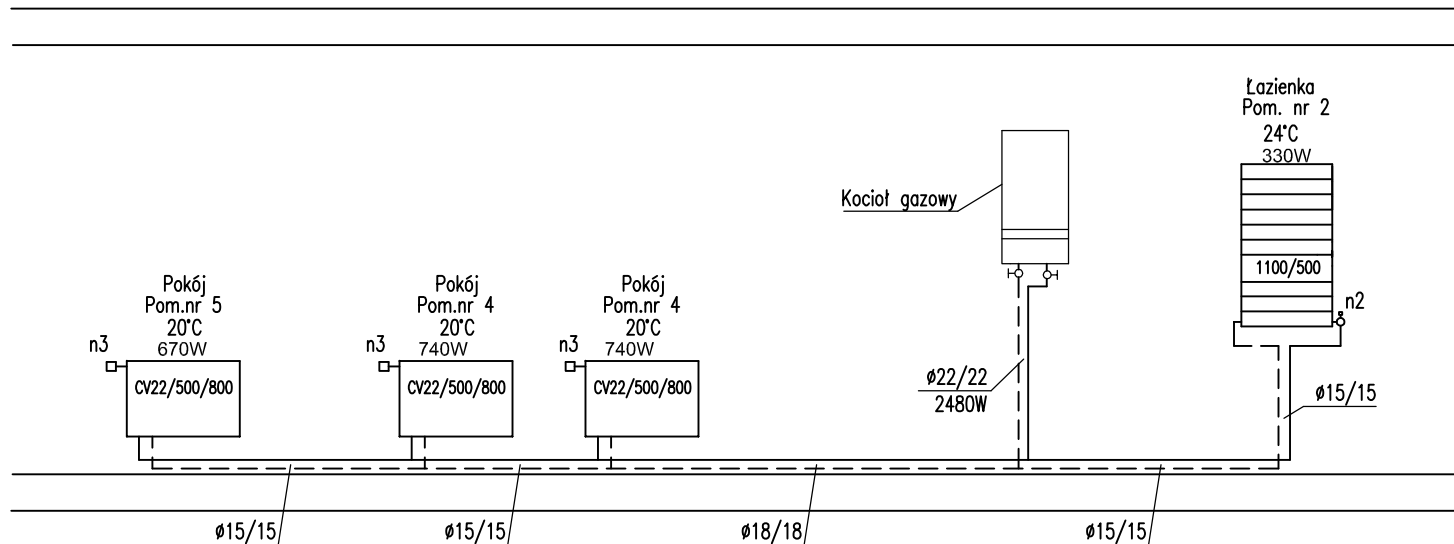 Łazienka
Pom. nr 2
24°C
330W
1100/500
n2
Kocioł gazowy
Pokój
Pom.nr 5
20°C
670W
n3
CV22/500/800
Pokój
Pom.nr 4
20°C
740W
n3
CV22/500/800
Pokój
Pom.nr 4
20°C
740W
n3
CV22/500/800
ø22/22
2480W
ø15/15
ø15/15
ø15/15
ø18/18
ø15/15